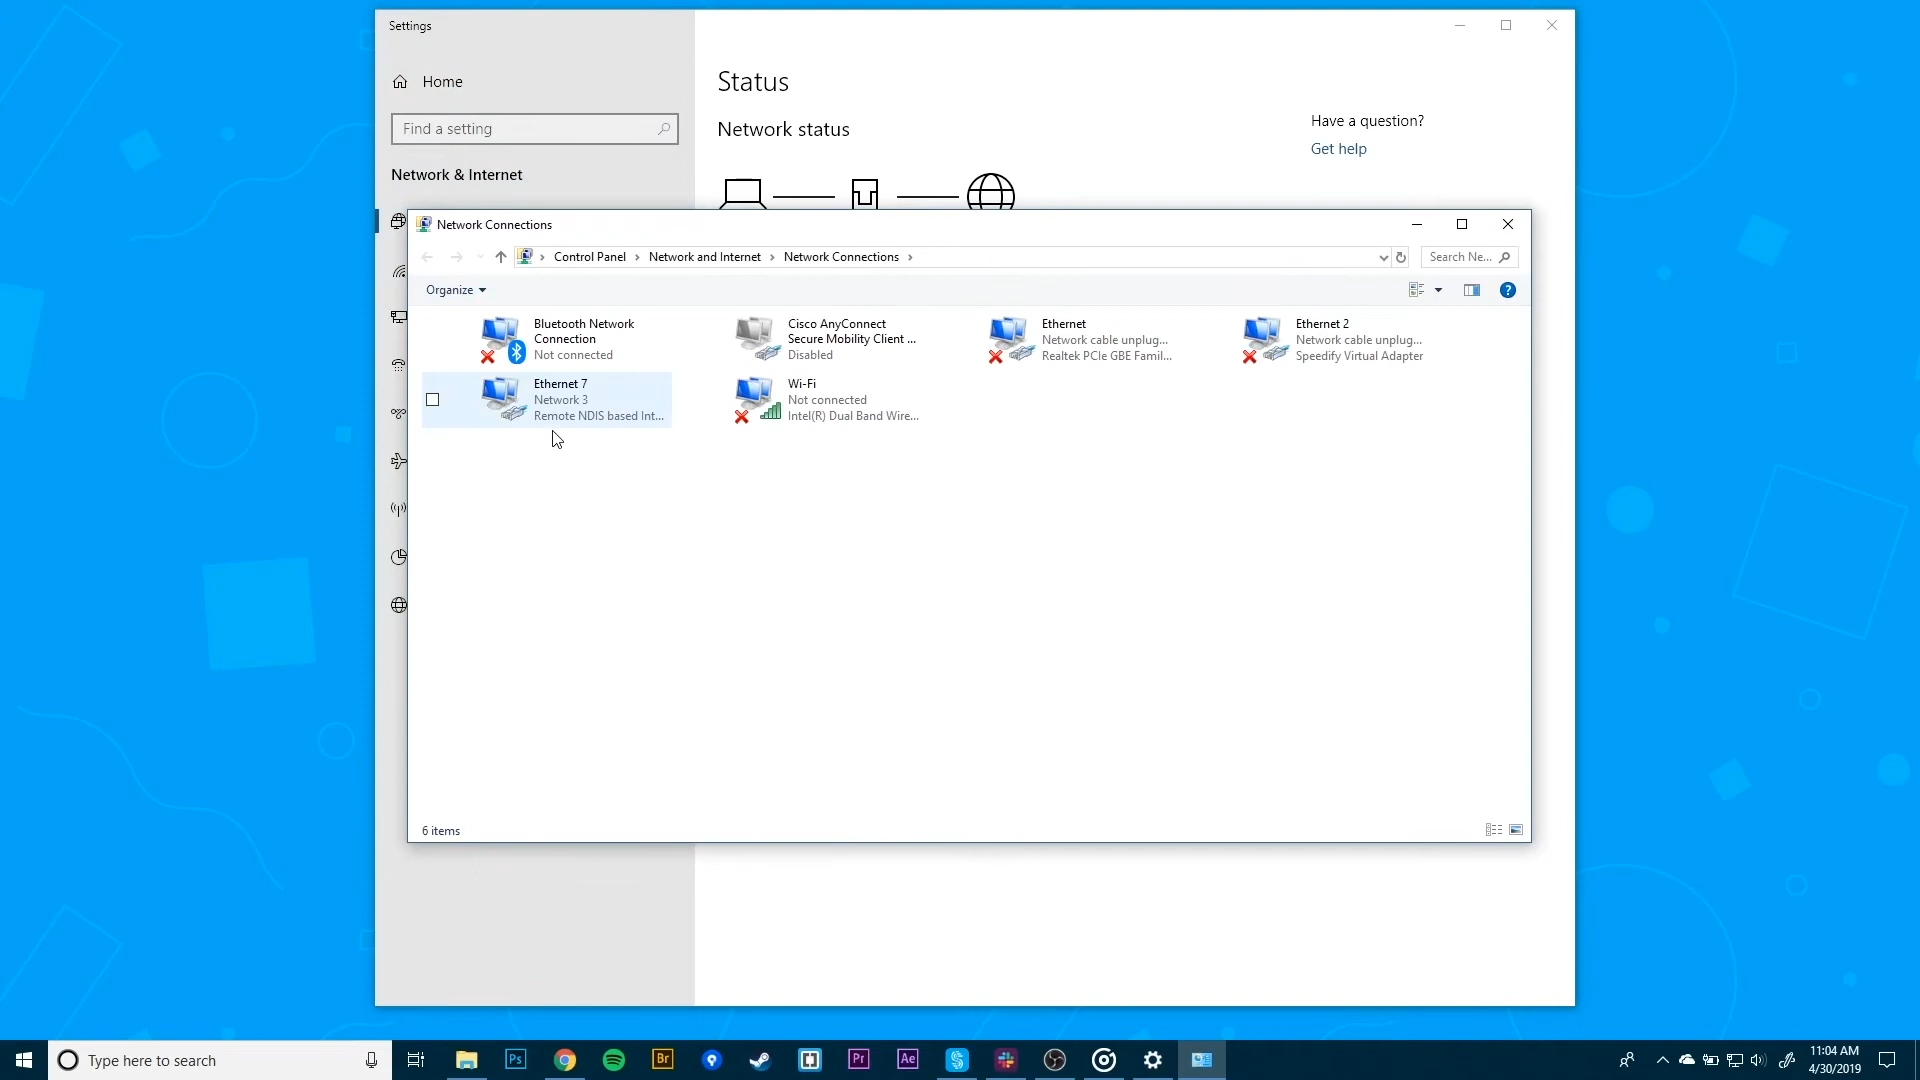 Settings
Home
Find a setting
Network & Internet
Status
Network status
Have a question?
Get help
Network Connections
Control Panel
Network and Internet
Network Connections
Search Ne...
Organize
?
Bluetooth Network
Connection
Not connected
Cisco AnyConnect
Secure Mobility Client ...
Disabled
Ethernet
Network cable unplug...
Realtek PCIe GBE Famil...
Ethernet 2
Network cable unplug...
Speedify Virtual Adapter
Ethernet 7
Network 3
Remote NDIS based Int...
Wi-Fi
Not connected
Intel(R) Dual Band Wire...
6 items
Type here to search
Ps
Br
Pr
Ae
11:04 AM
4/30/2019